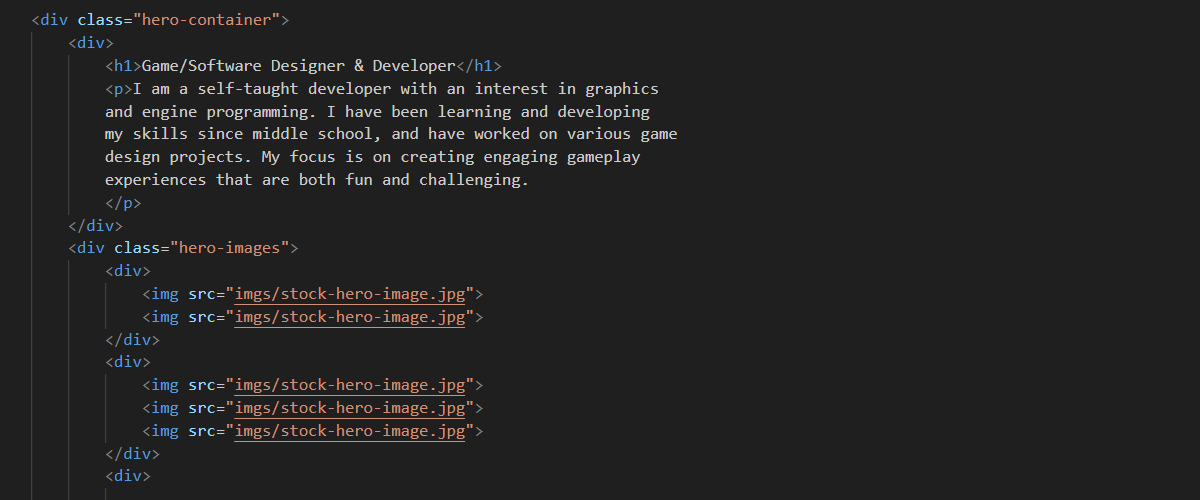 <div class="hero-container">
<div>
<h1>Game/Software Designer & Developer</h1>
<p>I am a self-taught developer with an interest in graphics
and engine programming. I have been learning and developing
my skills since middle school, and have worked on various game
design projects. My focus is on creating engaging gameplay
experiences that are both fun and challenging.
</p>
</div>
<div class="hero-images">
<div>
<img src="imgs/stock-hero-image.jpg">
<img src="imgs/stock-hero-image.jpg">
</div>
<div>
<img src="imgs/stock-hero-image.jpg">
<img src="imgs/stock-hero-image.jpg">
<img src="imgs/stock-hero-image.jpg">
</div>
<div>